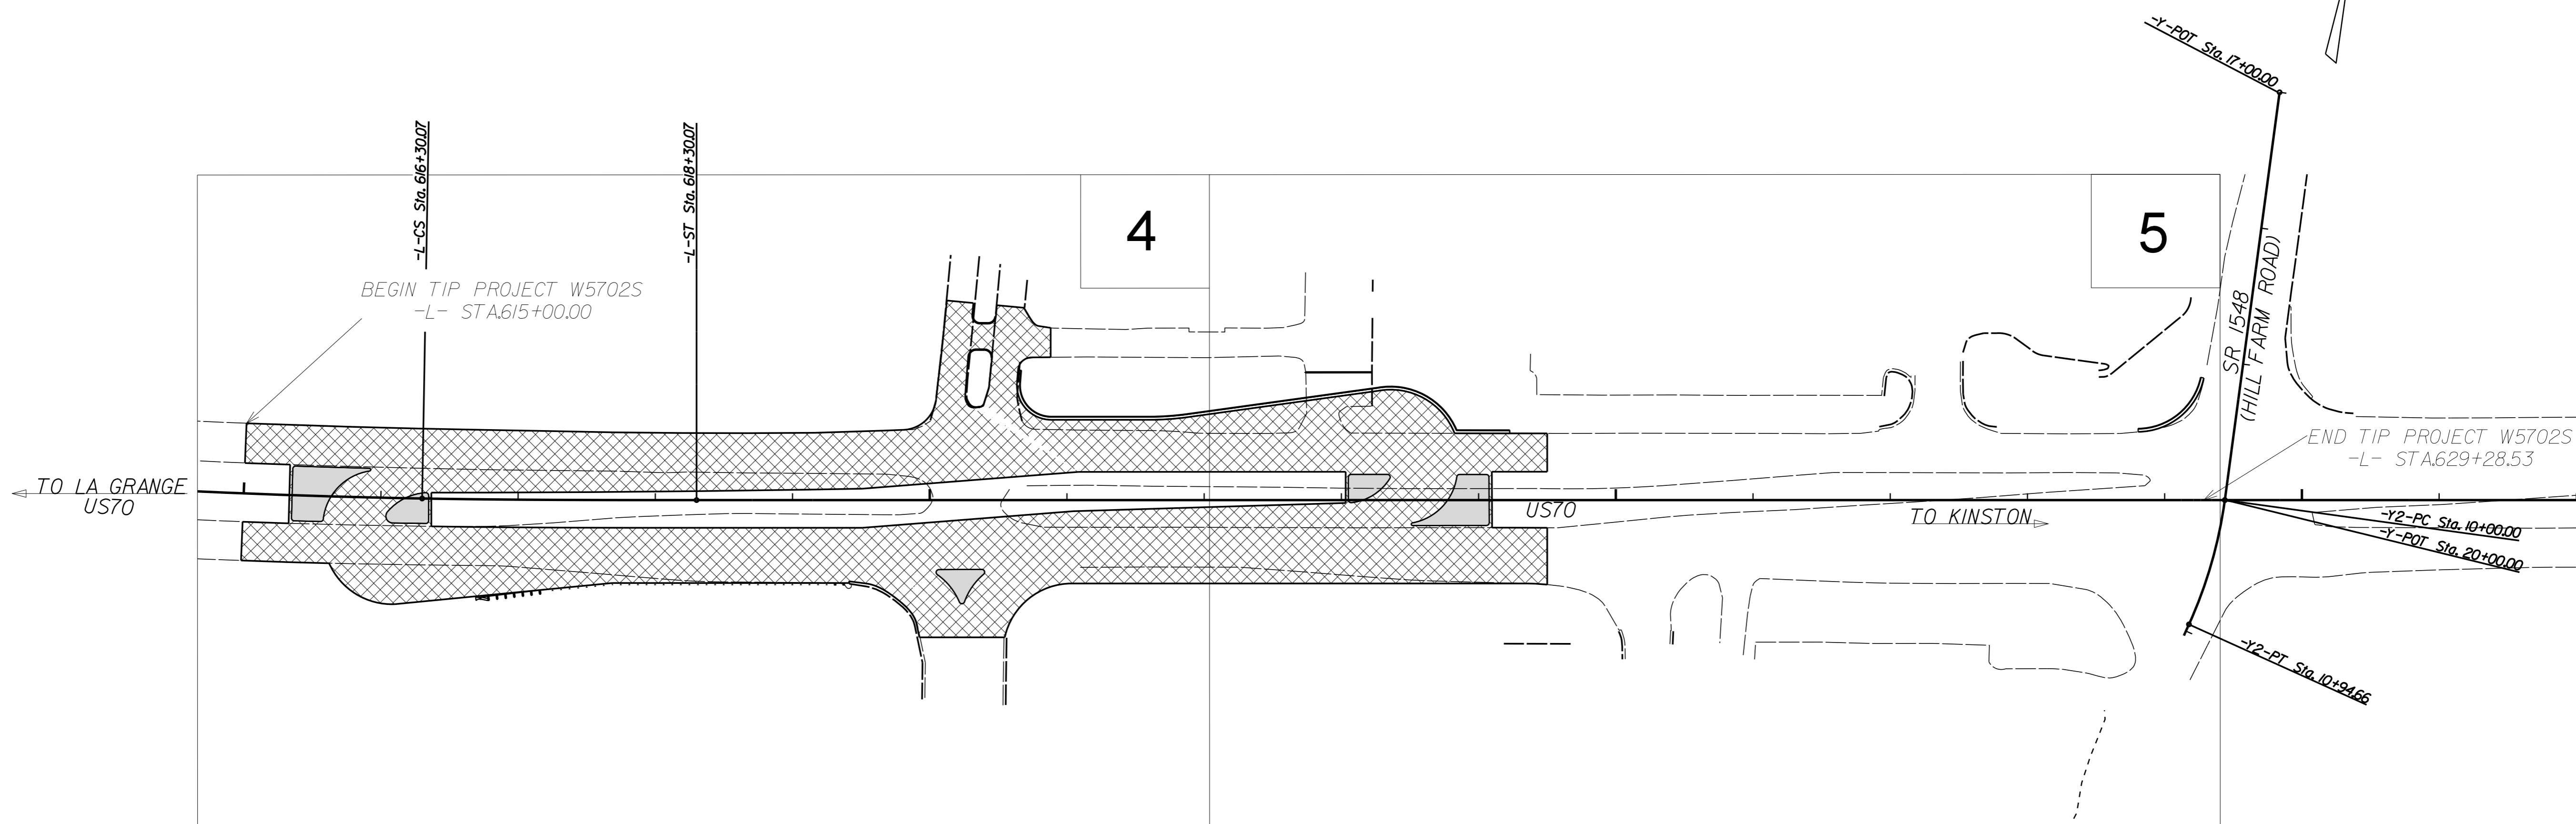 -Y-POT Sta. 17+00.00
-L-CS Sta. 616+30.07
-L-ST Sta. 618+30.07
4
5
BEGIN TIP PROJECT W5702S
-L- STA.615+00.00
SR 1548
(HILL FARM ROAD)
END TIP PROJECT W5702S
-L- STA.629+28.53
TO LA GRANGE
US70
US70
TO KINSTON
-Y2-PC Sta. 10+00.00
-Y-POT Sta. 20+00.00
-Y2-PT Sta. 10+94.66